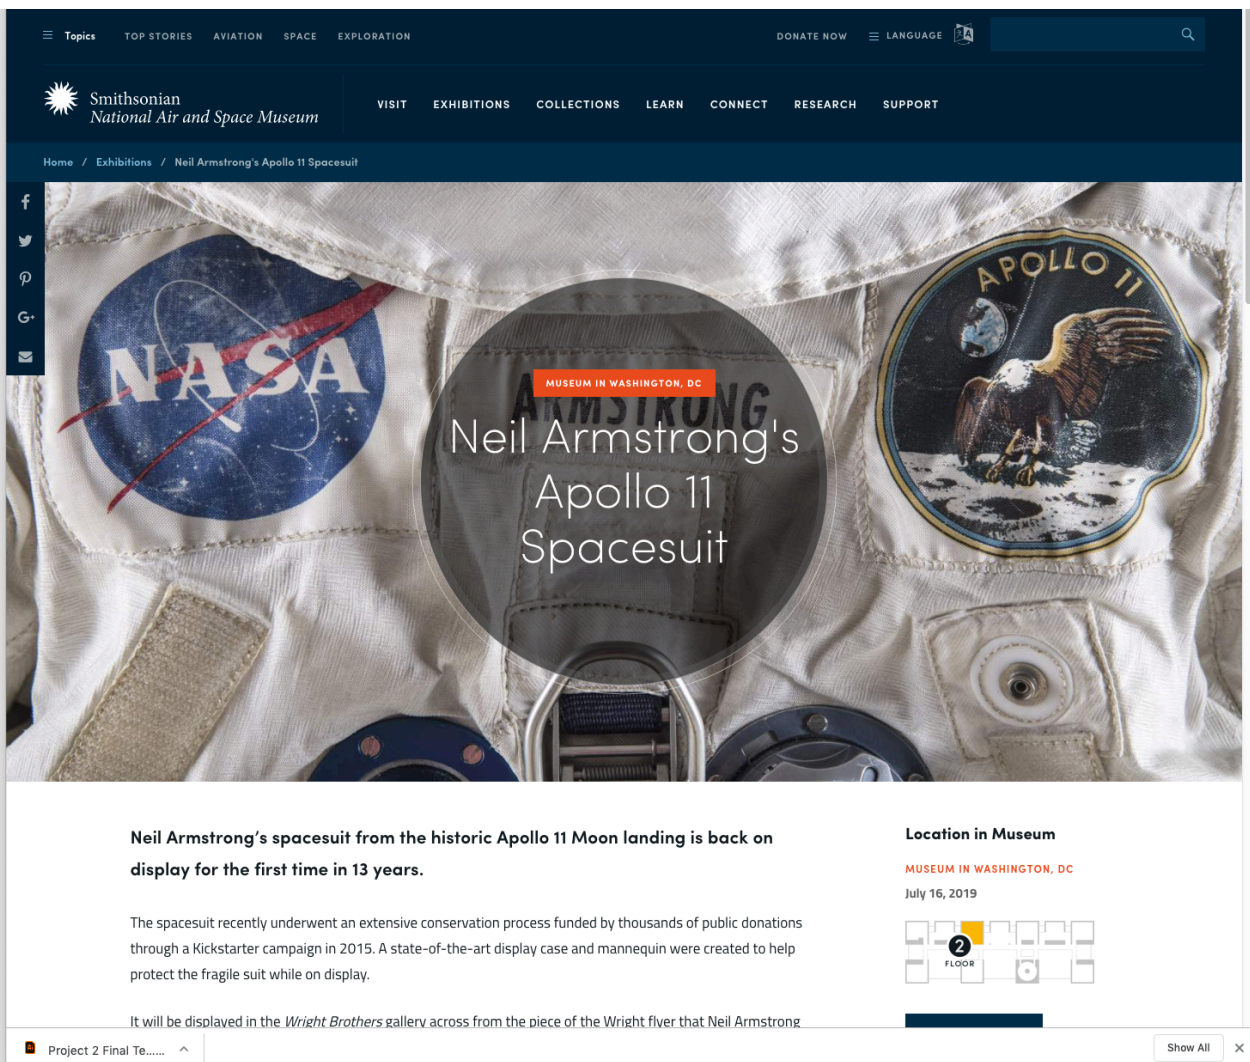 Topics
TOP STORIES
AVIATION
SPACE
EXPLORATION
DONATE NOW
LANGUAGE
Smithsonian
National Air and Space Museum
VISIT
EXHIBITIONS
COLLECTIONS
LEARN
CONNECT
RESEARCH
SUPPORT
Home / Exhibitions / Neil Armstrong's Apollo 11 Spacesuit
NASA
APOLLO 11
ARMSTRONG
MUSEUM IN WASHINGTON, DC
Neil Armstrong's
Apollo 11
Spacesuit
Neil Armstrong’s spacesuit from the historic Apollo 11 Moon landing is back on
display for the first time in 13 years.
The spacesuit recently underwent an extensive conservation process funded by thousands of public donations
through a Kickstarter campaign in 2015. A state-of-the-art display case and mannequin were created to help
protect the fragile suit while on display.
It will be displayed in the Wright Brothers gallery across from the piece of the Wright flyer that Neil Armstrong
Location in Museum
MUSEUM IN WASHINGTON, DC
July 16, 2019
2
FLOOR
Project 2 Final Te......
Show All